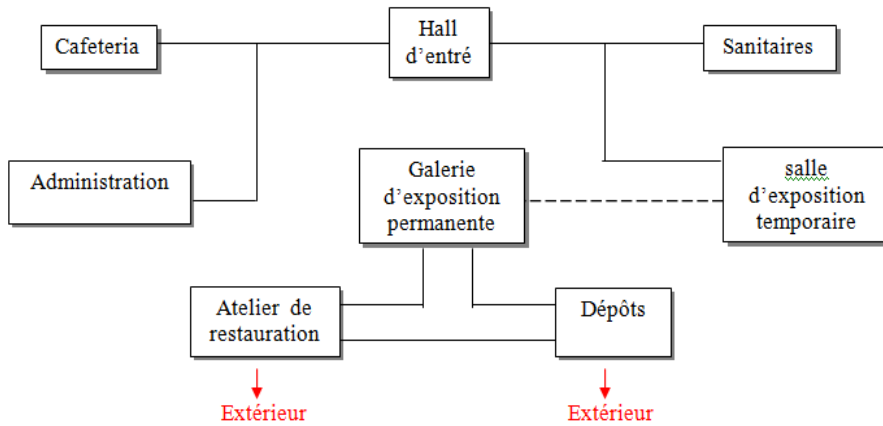 Cafeteria
Hall
d’entré
Sanitaires
Administration
Galerie
d’exposition
permanente
salle
d’exposition
temporaire
Atelier de
restauration
Dépôts
Extérieur
Extérieur